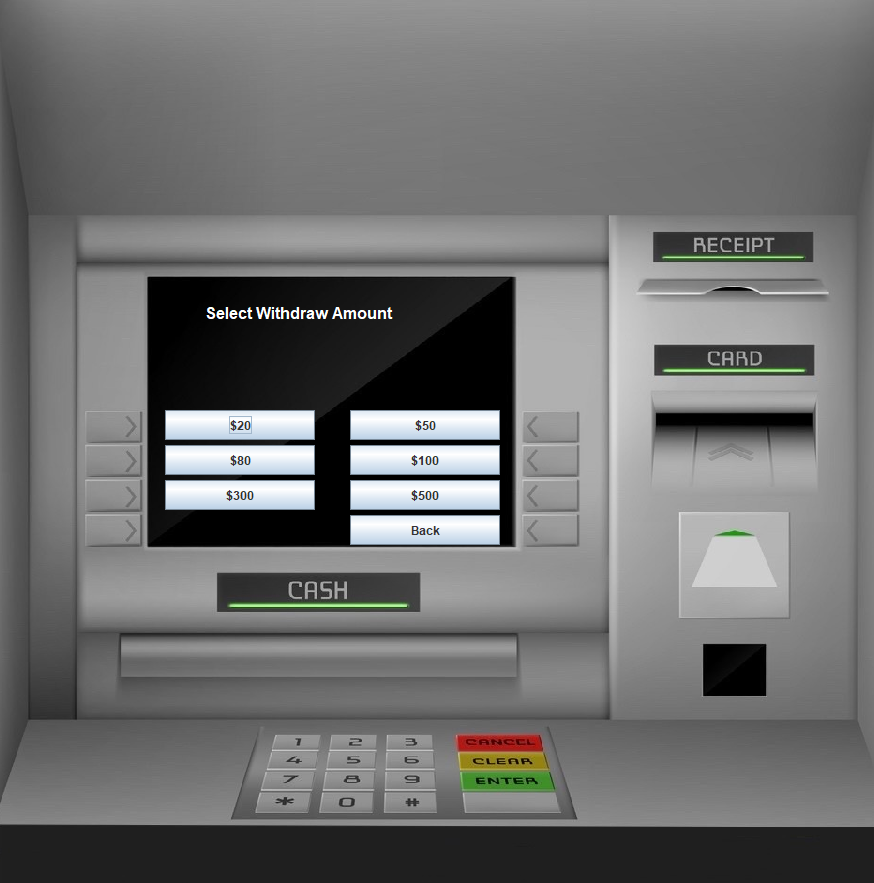 RECEIPT
Select Withdraw Amount
CARD
$20 $50
$80 $100
$300 $500
Back
CASH
1 2 3 CANCEL
4 5 6 CLEAR
7 8 9 ENTER
* 0 #